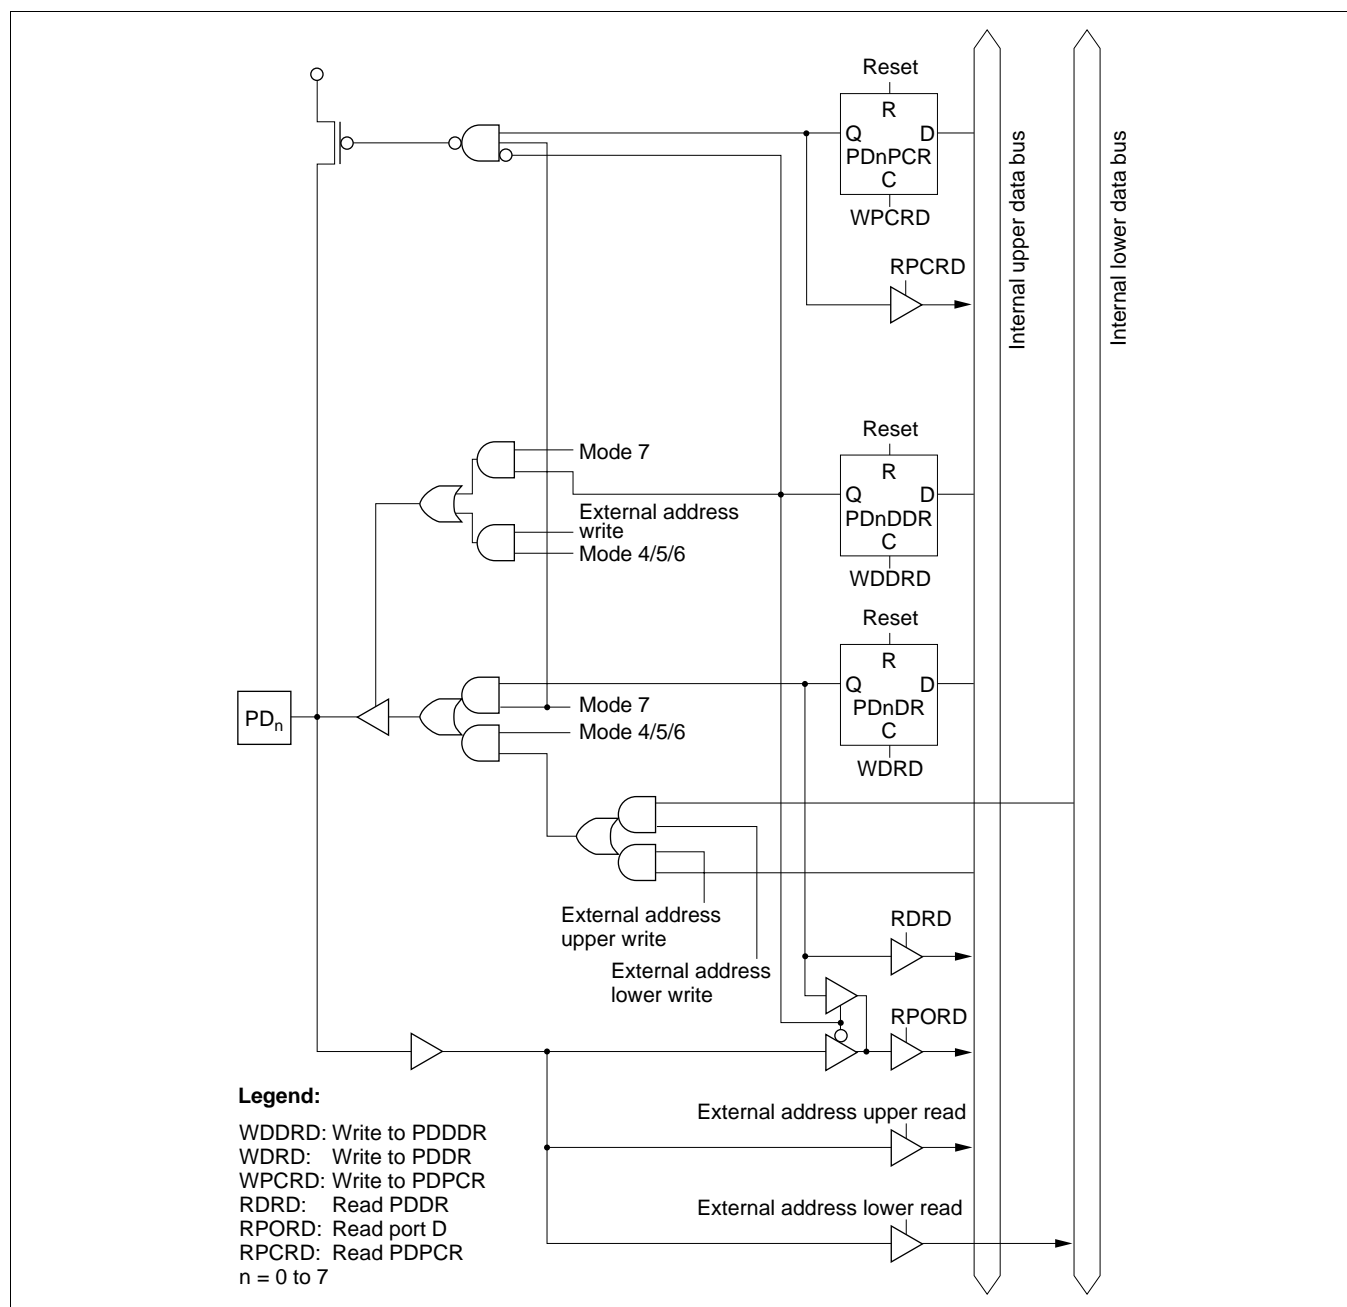 Reset
R
Q D
PDnPCR
C
WPCRD
Internal upper data bus
Internal lower data bus
RPCRD
Mode 7
External address
write
Mode 4/5/6
Reset
R
Q D
PDnDDR
C
WDDRD
Reset
R
Q D
PDnDR
C
WDRD
PDn
Mode 7
Mode 4/5/6
External address
upper write
External address
lower write
RDRD
RPORD
External address upper read
External address lower read
Legend:
WDDRD: Write to PDDDR
WDRD: Write to PDDR
WPCRD: Write to PDPCR
RDRD: Read PDDR
RPORD: Read port D
RPCRD: Read PDPCR
n = 0 to 7